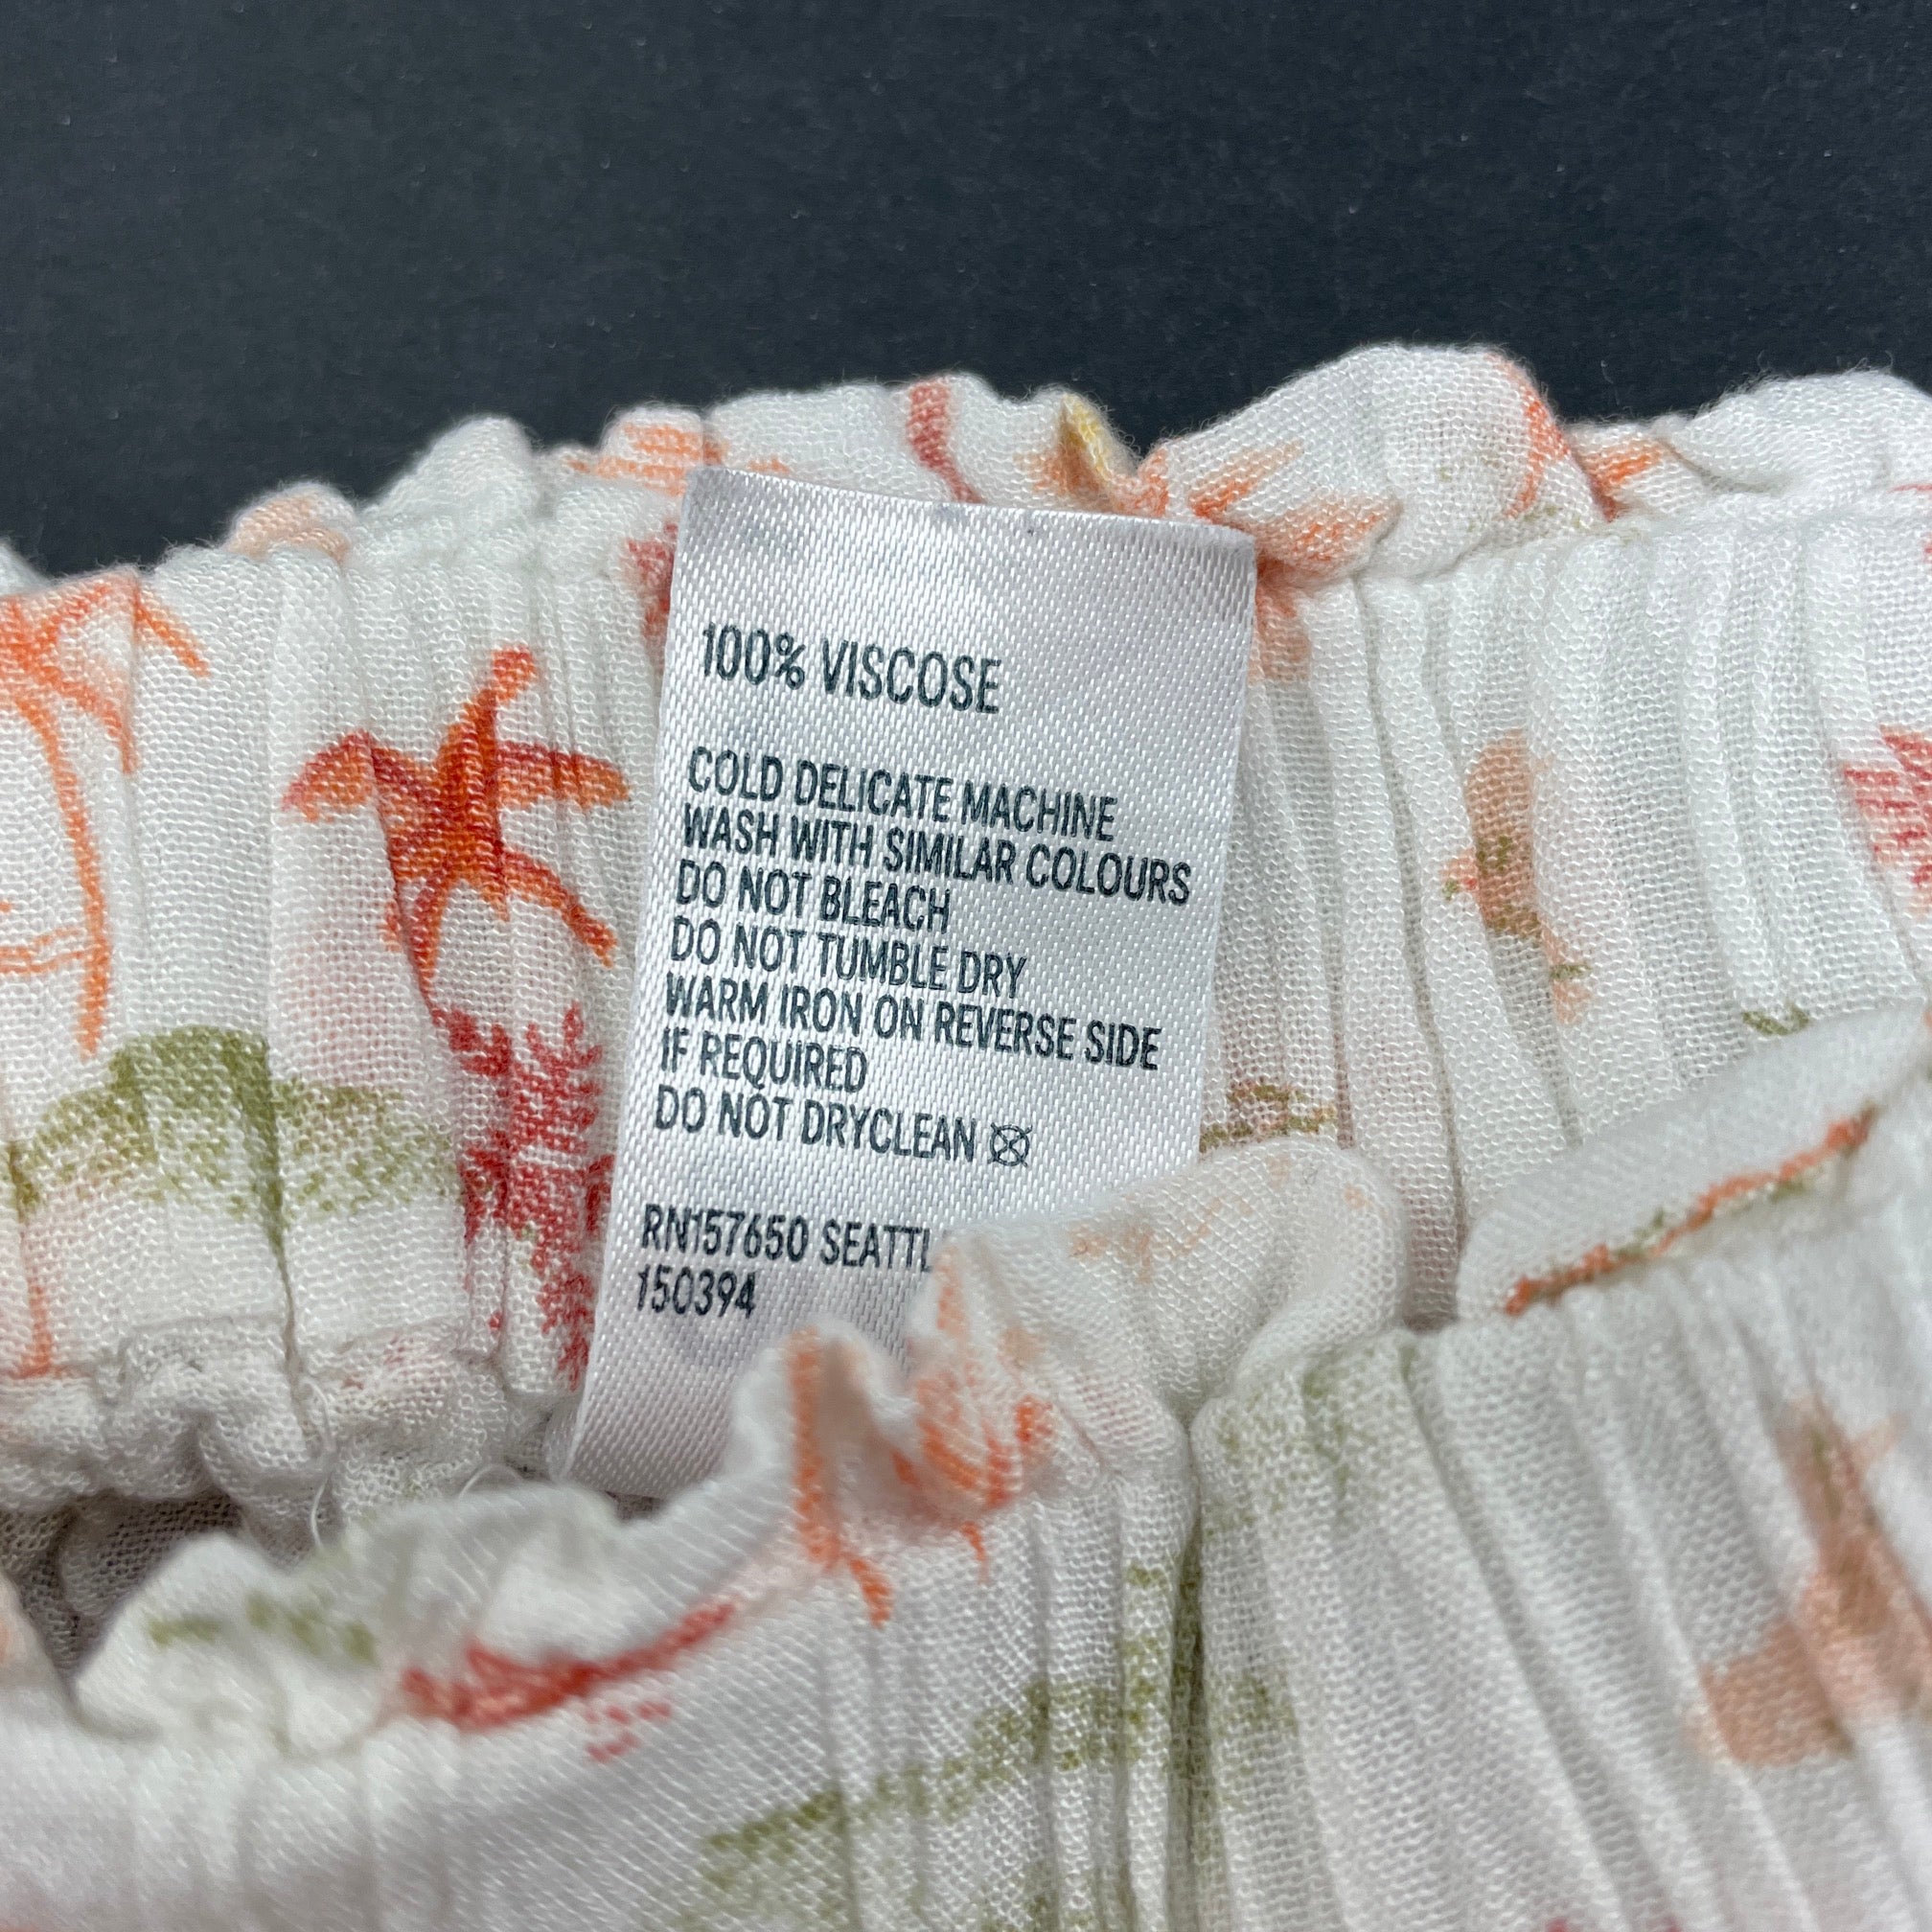 100% VISCOSE
COLD DELICATE MACHINE
WASH WITH SIMILAR COLOURS
DO NOT BLEACH
DO NOT TUMBLE DRY
WARM IRON ON REVERSE SIDE
IF REQUIRED
DO NOT DRYCLEAN
RN157650 SEATTL
150394